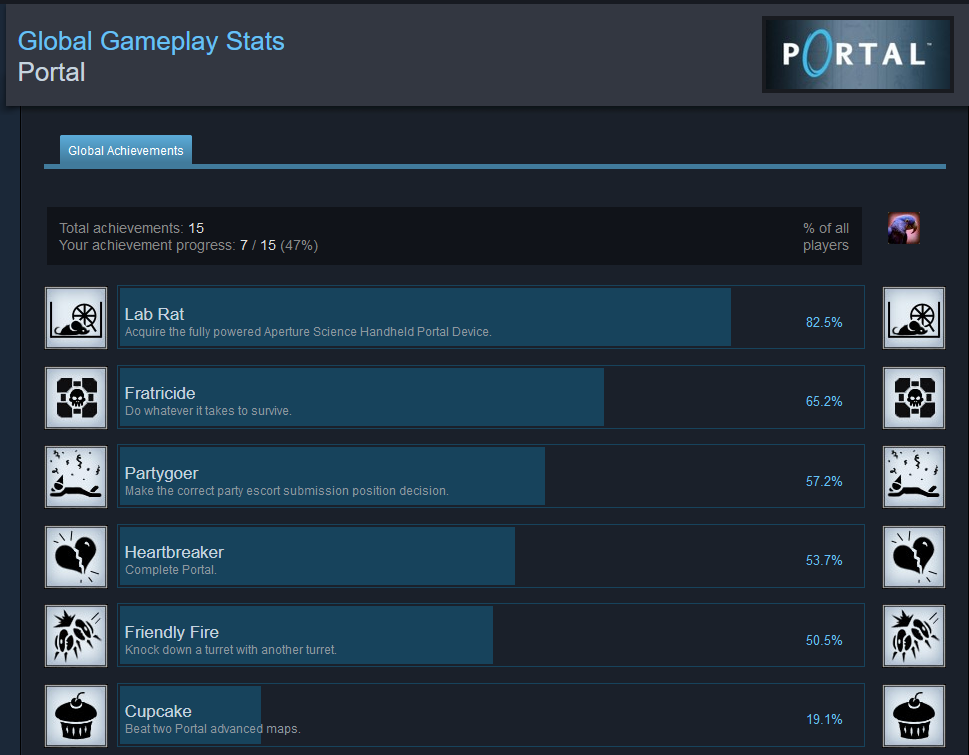 Global Gameplay Stats
Portal
PORTAL™
Global Achievements
Total achievements: 15
Your achievement progress: 7 / 15 (47%)
% of all
players
Lab Rat
Acquire the fully powered Aperture Science Handheld Portal Device.
82.5%
Fratricide
Do whatever it takes to survive.
65.2%
Partygoer
Make the correct party escort submission position decision.
57.2%
Heartbreaker
Complete Portal.
53.7%
Friendly Fire
Knock down a turret with another turret.
50.5%
Cupcake
Beat two Portal advanced maps.
19.1%